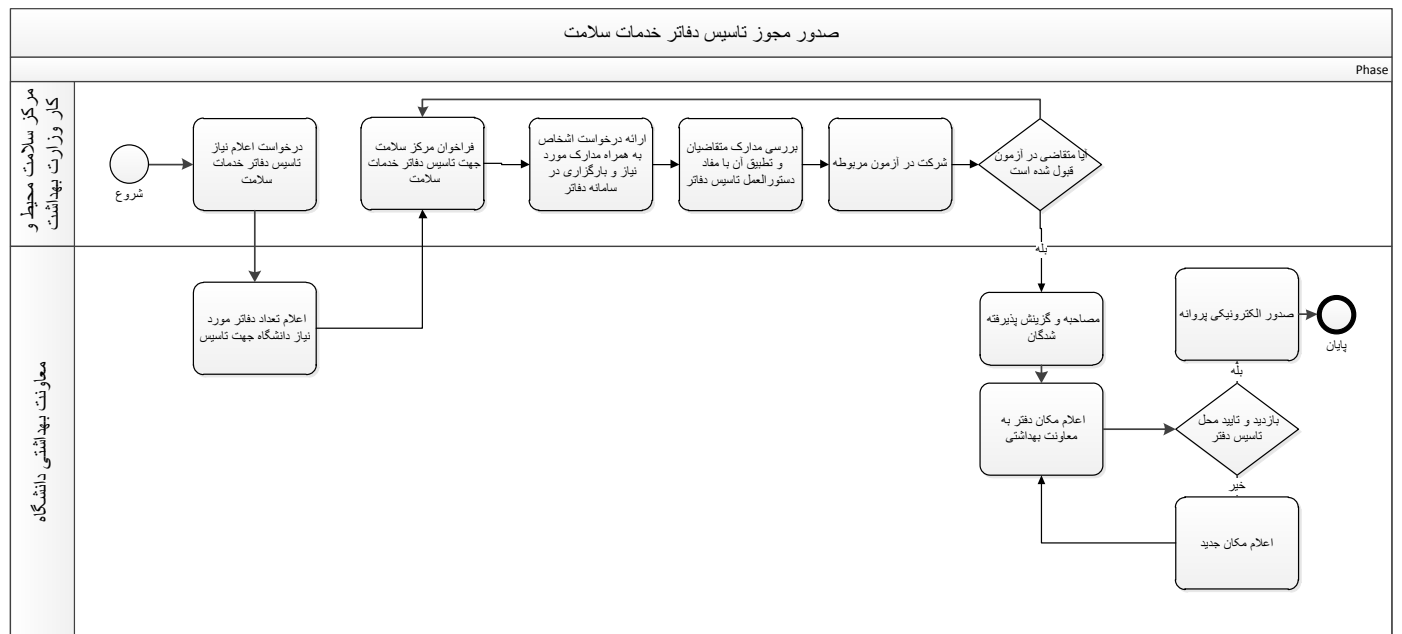 صدور مجوز تاسیس دفاتر خدمات سلامت
Phase
مرکز سلامت محیط و
کار وزارت بهداشت
شروع
درخواست اعلام نیاز
تاسیس دفاتر خدمات
سلامت
فراخوان مرکز سلامت
جهت تاسیس دفاتر خدمات
سلامت
ارائه درخواست اشخاص
به همراه مدارک مورد
نیاز و بارگزاری در
سامانه دفاتر
بررسی مدارک متقاضیان
و تطبیق آن با مفاد
دستورالعمل تاسیس دفاتر
شرکت در آزمون مربوطه
آیا متقاضی در آزمون
قبول شده است
بله
معاونت بهداشتی دانشگاه
اعلام تعداد دفاتر مورد
نیاز دانشگاه جهت تاسیس
مصاحبه و گزینش پذیرفته
شدگان
اعلام مکان دفتر به
معاونت بهداشتی
بازدید و تایید محل
تاسیس دفتر
بله
صدور الکترونیکی پروانه
پایان
خیر
اعلام مکان جدید